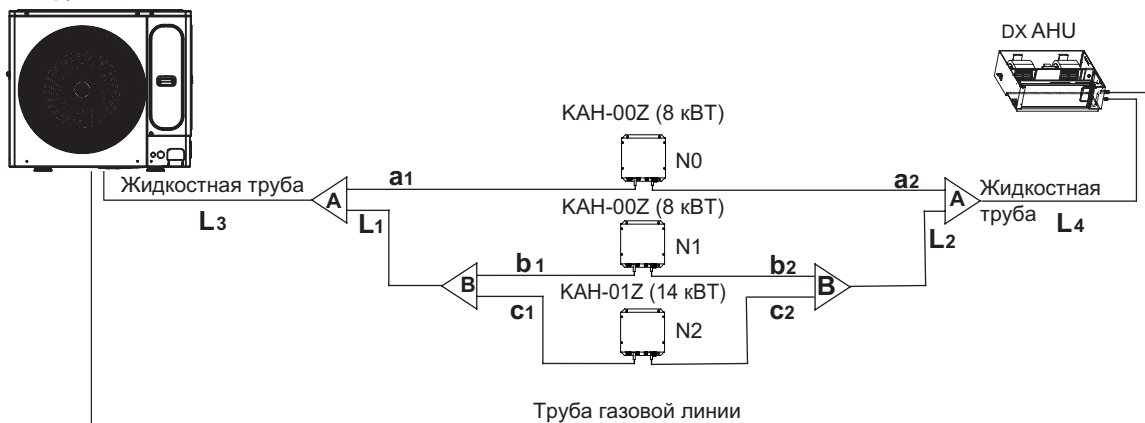 DX AHU
KAH-00Z (8 кВТ)
N0
Жидкостная труба
a1
a2
Жидкостная труба
A
A
L3
L1
KAH-00Z (8 кВТ)
N1
L2
L4
b1
b2
B
B
KAH-01Z (14 кВТ)
c1
c2
N2
Труба газовой линии